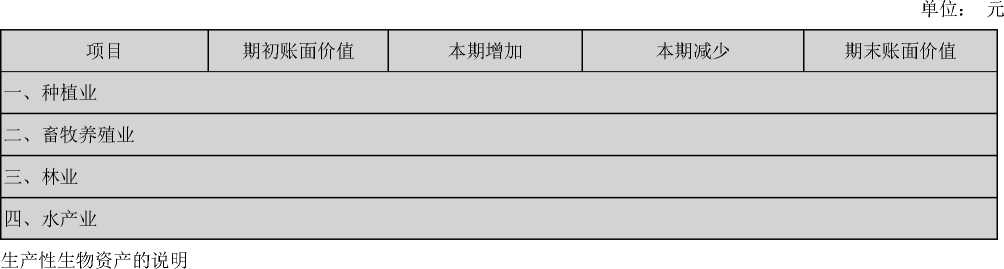 单位： 元
项目 期初账面价值 本期增加 本期减少 期末账面价值
一、种植业
二、畜牧养殖业
三、林业
四、水产业
生产性生物资产的说明